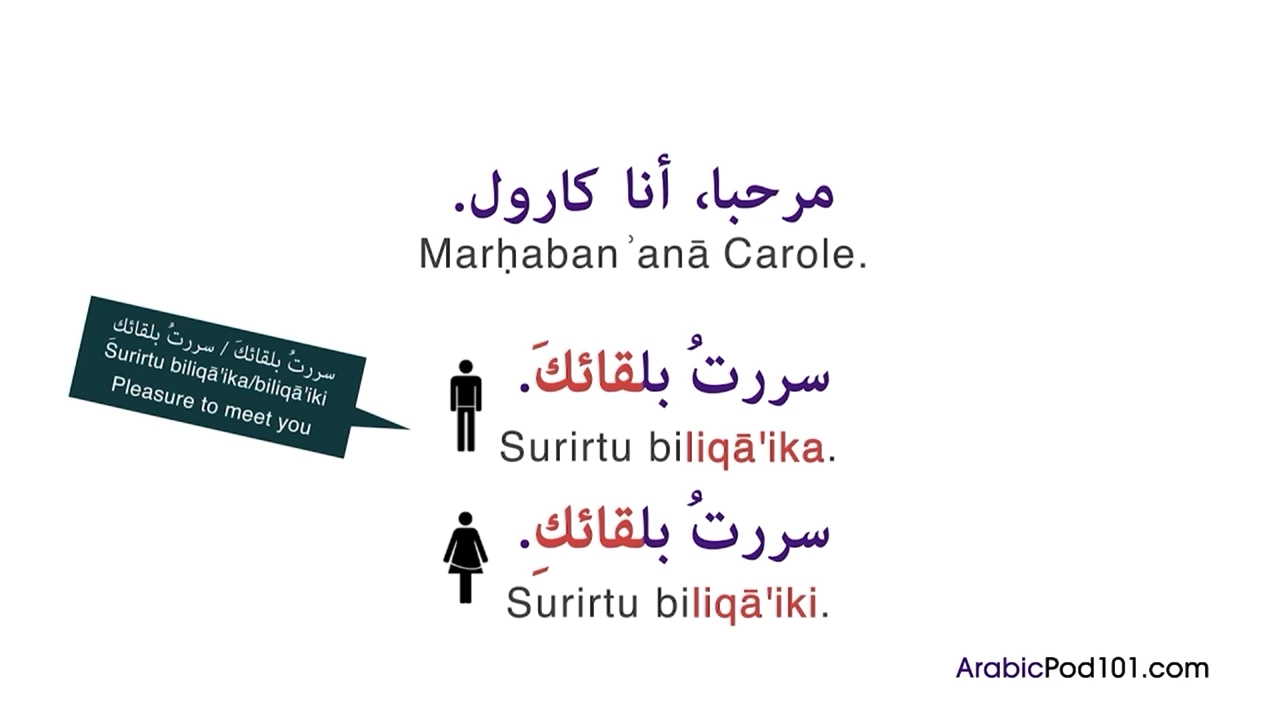 مرحبا، أنا كارول.
Marḥaban ʾanā Carole.
سررتُ بلقائكَ / سررتُ بلقائك
Surirtu biliqā'ika/biliqā'iki
Pleasure to meet you
سررتُ بلقائكَ.
Surirtu biliqā'ika.
سررتُ بلقائكِ.
Surirtu biliqā'iki.
ArabicPod101.com